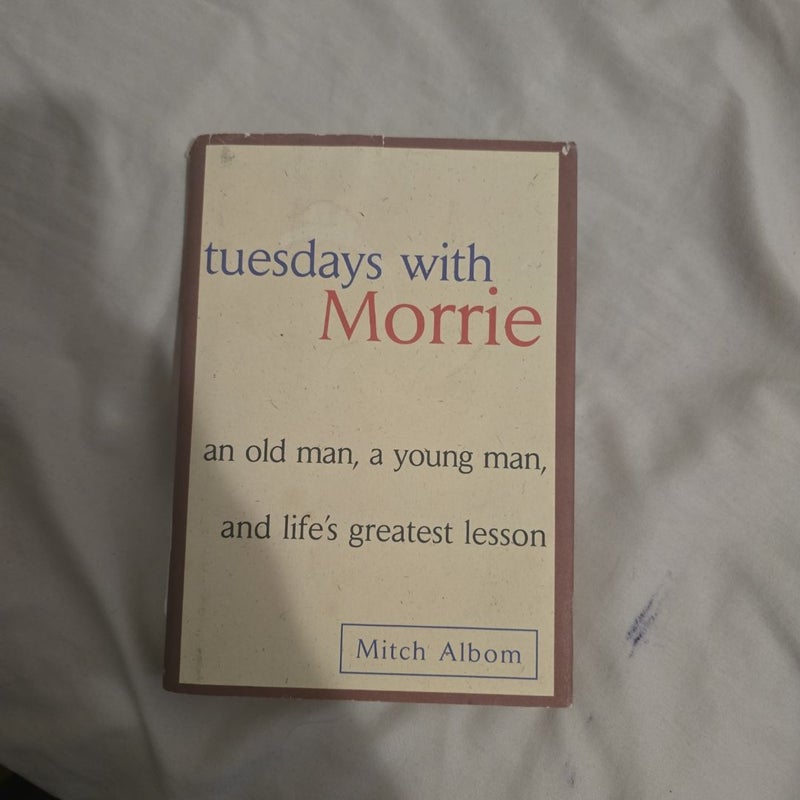 tuesdays with
Morrie
an old man, a young man,
and life's greatest lesson
Mitch Albom